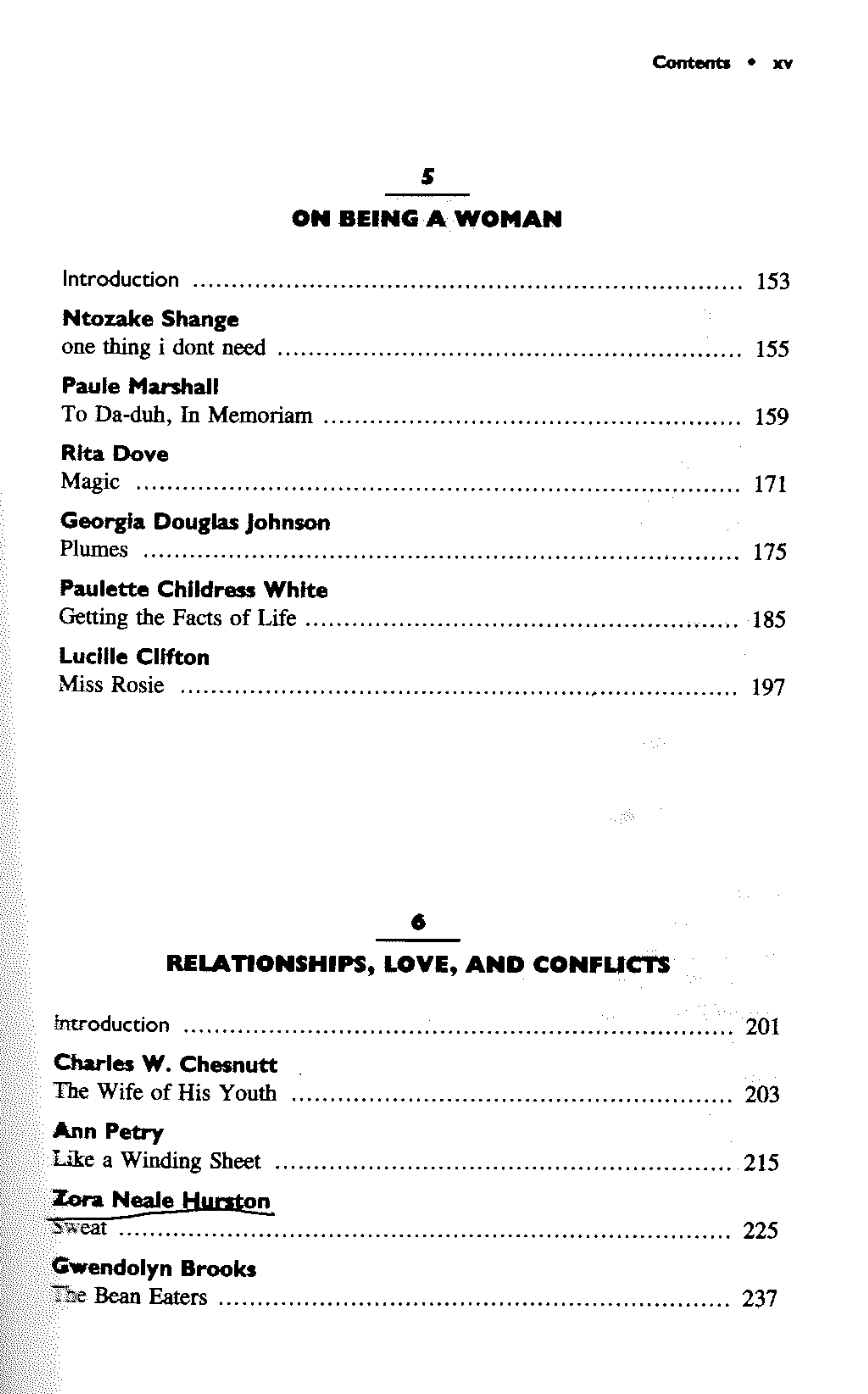 Contents • xv
5
ON BEING A WOMAN
Introduction ........................................................................ 153
Ntozake Shange
one thing i dont need ............................................................. 155
Paule Marshall
To Da-duh, In Memoriam ....................................................... 159
Rita Dove
Magic ............................................................................... 171
Georgia Douglas Johnson
Plumes .............................................................................. 175
Paulette Childress White
Getting the Facts of Life ......................................................... 185
Lucille Clifton
Miss Rosie ......................................................................... 197
6
RELATIONSHIPS, LOVE, AND CONFLICTS
Introduction ........................................................................ 201
Charles W. Chesnutt
The Wife of His Youth .......................................................... 203
Ann Petry
Like a Winding Sheet ............................................................ 215
Zora Neale Hurston
Sweat ................................................................................ 225
Gwendolyn Brooks
The Bean Eaters ................................................................... 237